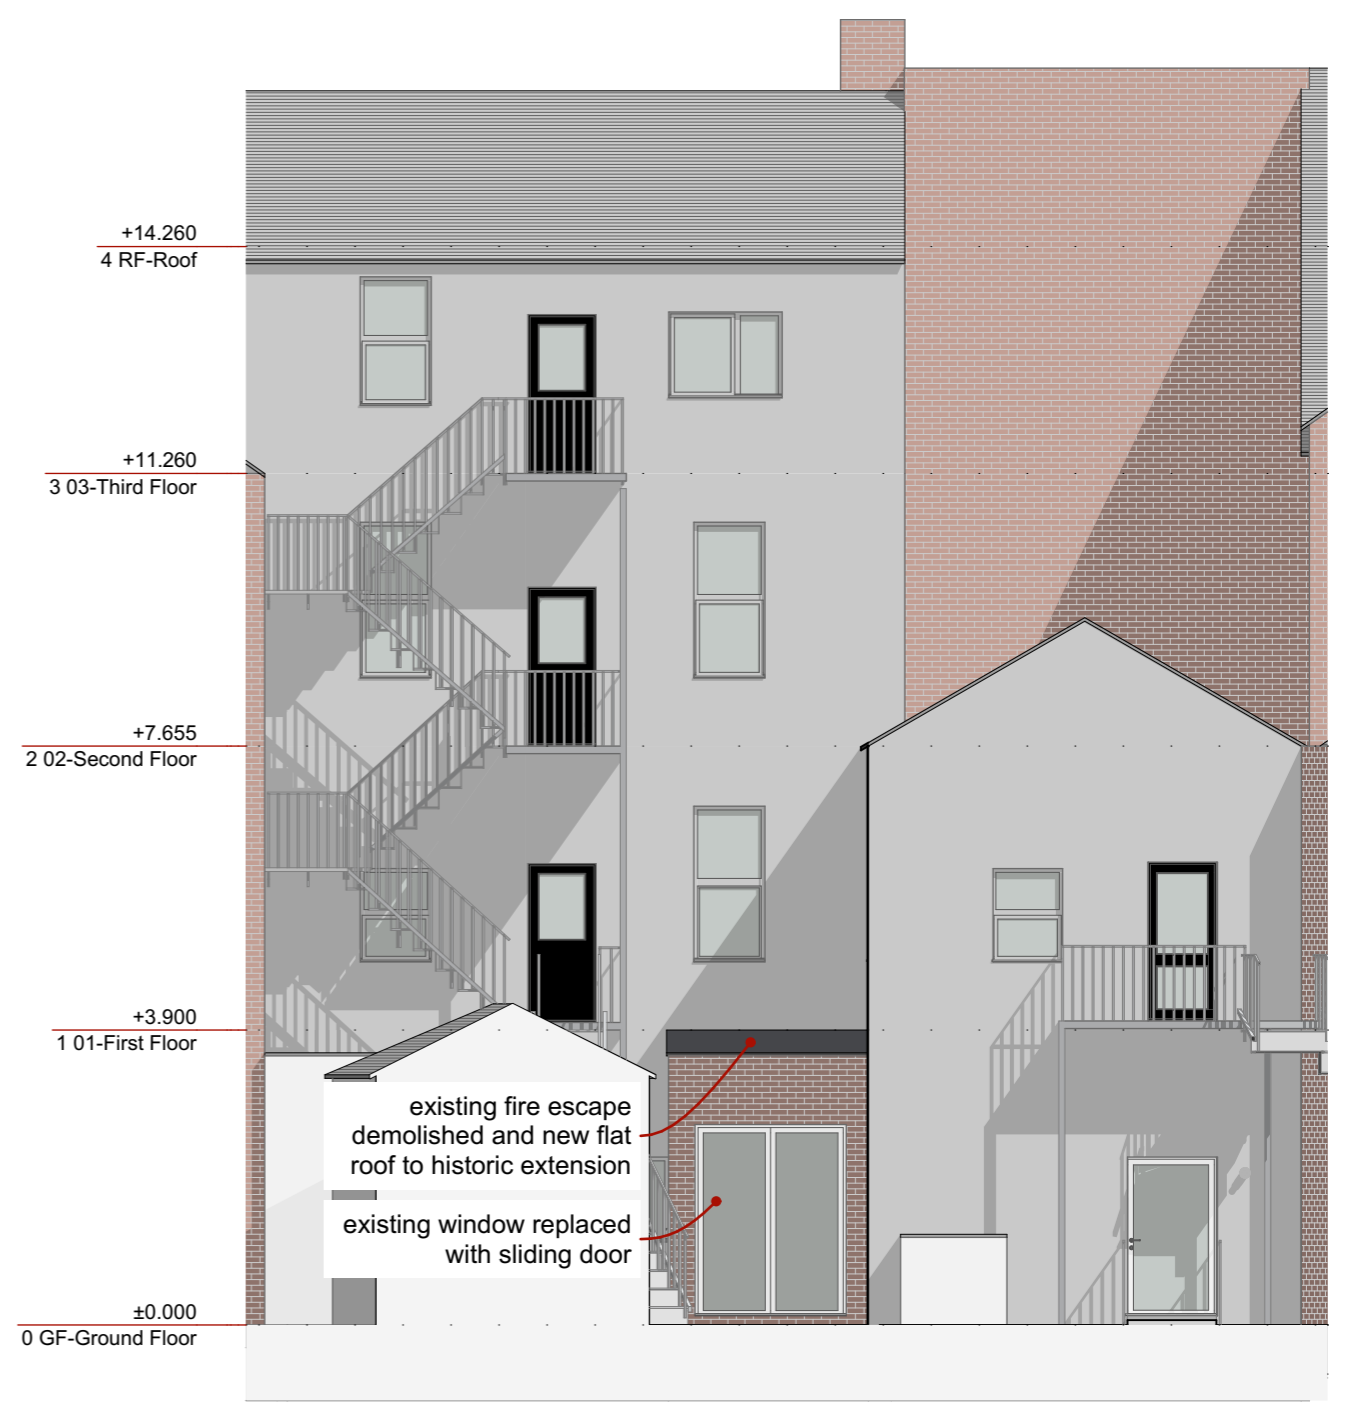 +14.260
4 RF-Roof
+11.260
3 03-Third Floor
+7.655
2 02-Second Floor
+3.900
1 01-First Floor
existing fire escape
demolished and new flat
roof to historic extension
existing window replaced
with sliding door
±0.000
0 GF-Ground Floor